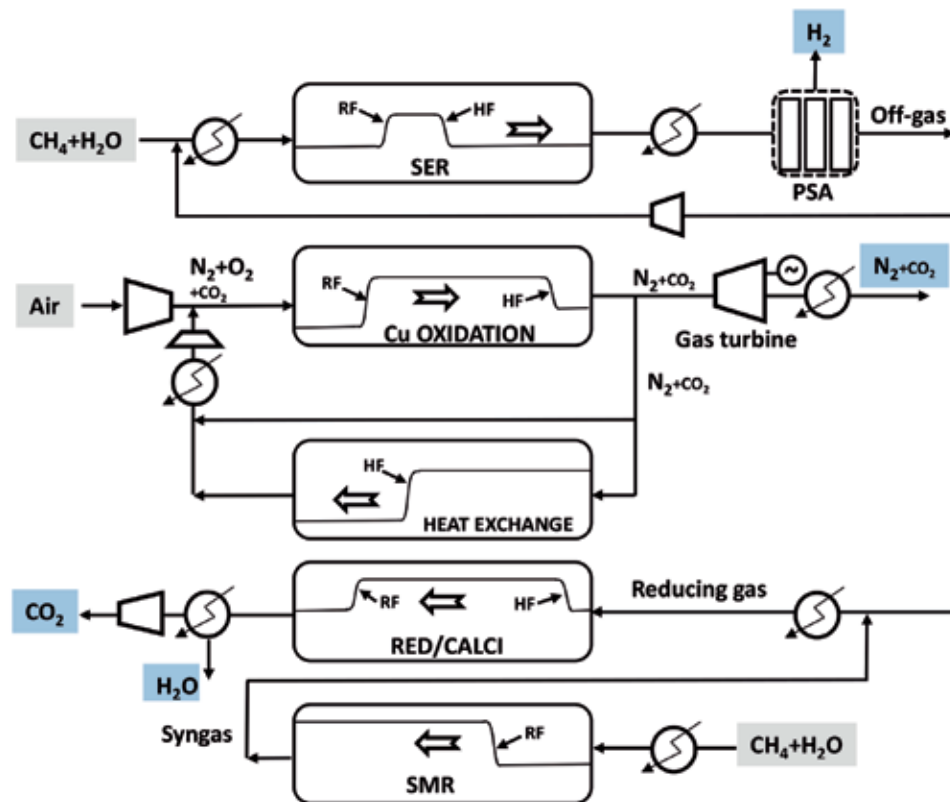 H₂
CH₄+H₂O
RF
HF
SER
PSA
Off-gas
Air
N₂+O₂
+CO₂
RF
HF
Cu OXIDATION
N₂+CO₂
~
Gas turbine
N₂+CO₂
N₂+CO₂
HF
HEAT EXCHANGE
CO₂
H₂O
RF
HF
RED/CALCI
Reducing gas
Syngas
RF
SMR
CH₄+H₂O